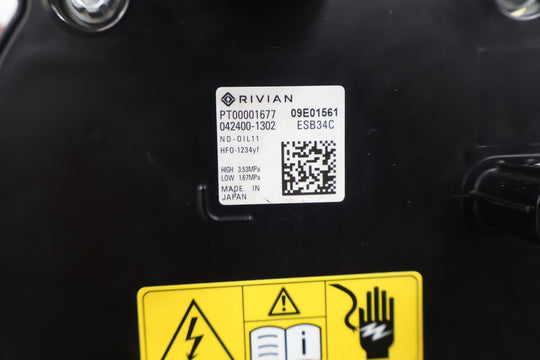 RIVIAN
PT00001677 09E01561
042400-1302 ESB34C
ND-OIL11
HFO-1234yf
HIGH 3.53MPa
LOW 1.67MPa
MADE IN
JAPAN
i